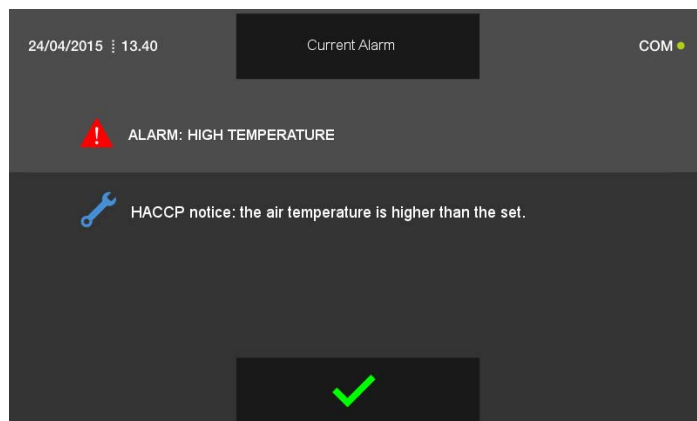 24/04/2015 13.40
Current Alarm
COM
ALARM: HIGH TEMPERATURE
HACCP notice: the air temperature is higher than the set.